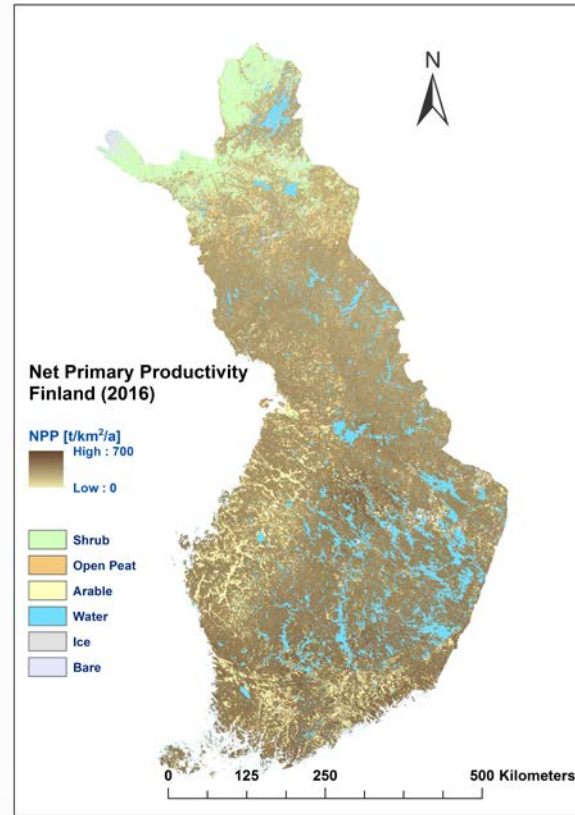 N
Net Primary Productivity
Finland (2016)
NPP [t/km²/a]
High : 700
Low : 0
Shrub
Open Peat
Arable
Water
Ice
Bare
0 125 250 500 Kilometers